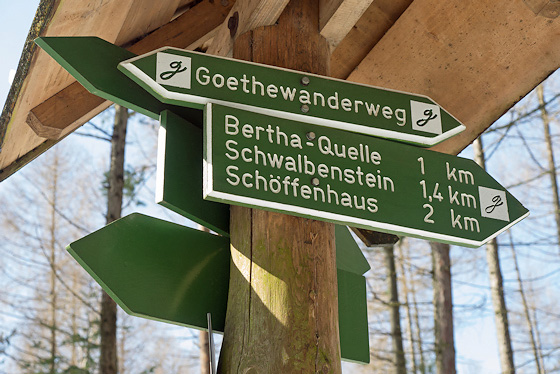 g Goethewanderweg g
Bertha-Quelle 1 km
Schwalbenstein 1,4 km g
Schöffenhaus 2 km